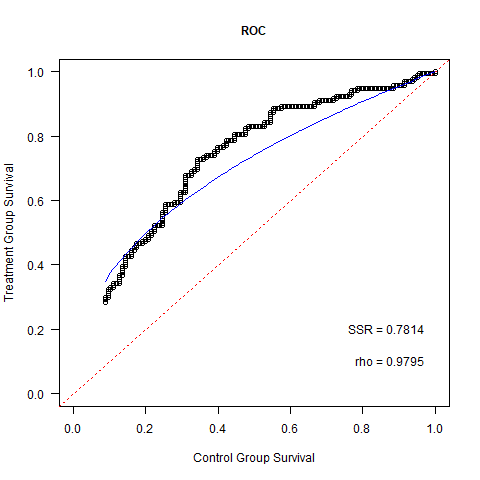 ROC
Treatment Group Survival
1.0
0.8
0.6
0.4
0.2
0.0
SSR = 0.7814
rho = 0.9795
0.0 0.2 0.4 0.6 0.8 1.0
Control Group Survival